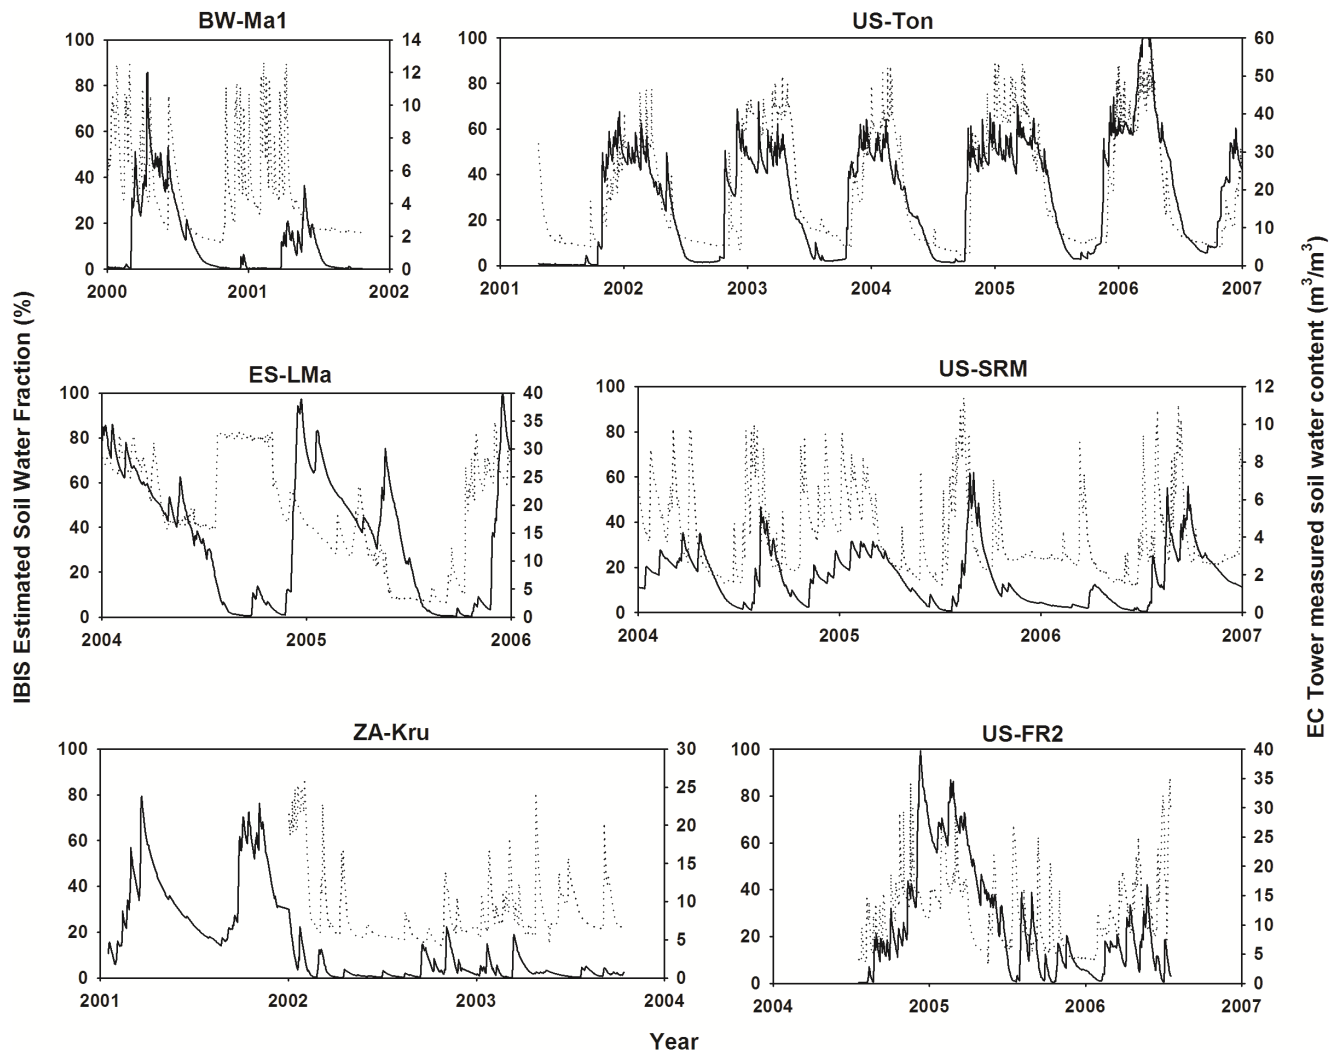 BW-Ma1
US-Ton
100 80 60 40 20 0
14 12 10 8 6 4 2 0
2000 2001 2002
100 80 60 40 20 0
60 50 40 30 20 10 0
2001 2002 2003 2004 2005 2006 2007
IBIS Estimated Soil Water Fraction (%)
EC Tower measured soil water content (m³/m³)
ES-LMa
US-SRM
100 80 60 40 20 0
40 35 30 25 20 15 10 5 0
2004 2005 2006
100 80 60 40 20 0
12 10 8 6 4 2 0
2004 2005 2006 2007
ZA-Kru
US-FR2
100 80 60 40 20 0
30 25 20 15 10 5 0
2001 2002 2003 2004
100 80 60 40 20 0
40 35 30 25 20 15 10 5 0
2004 2005 2006 2007
Year